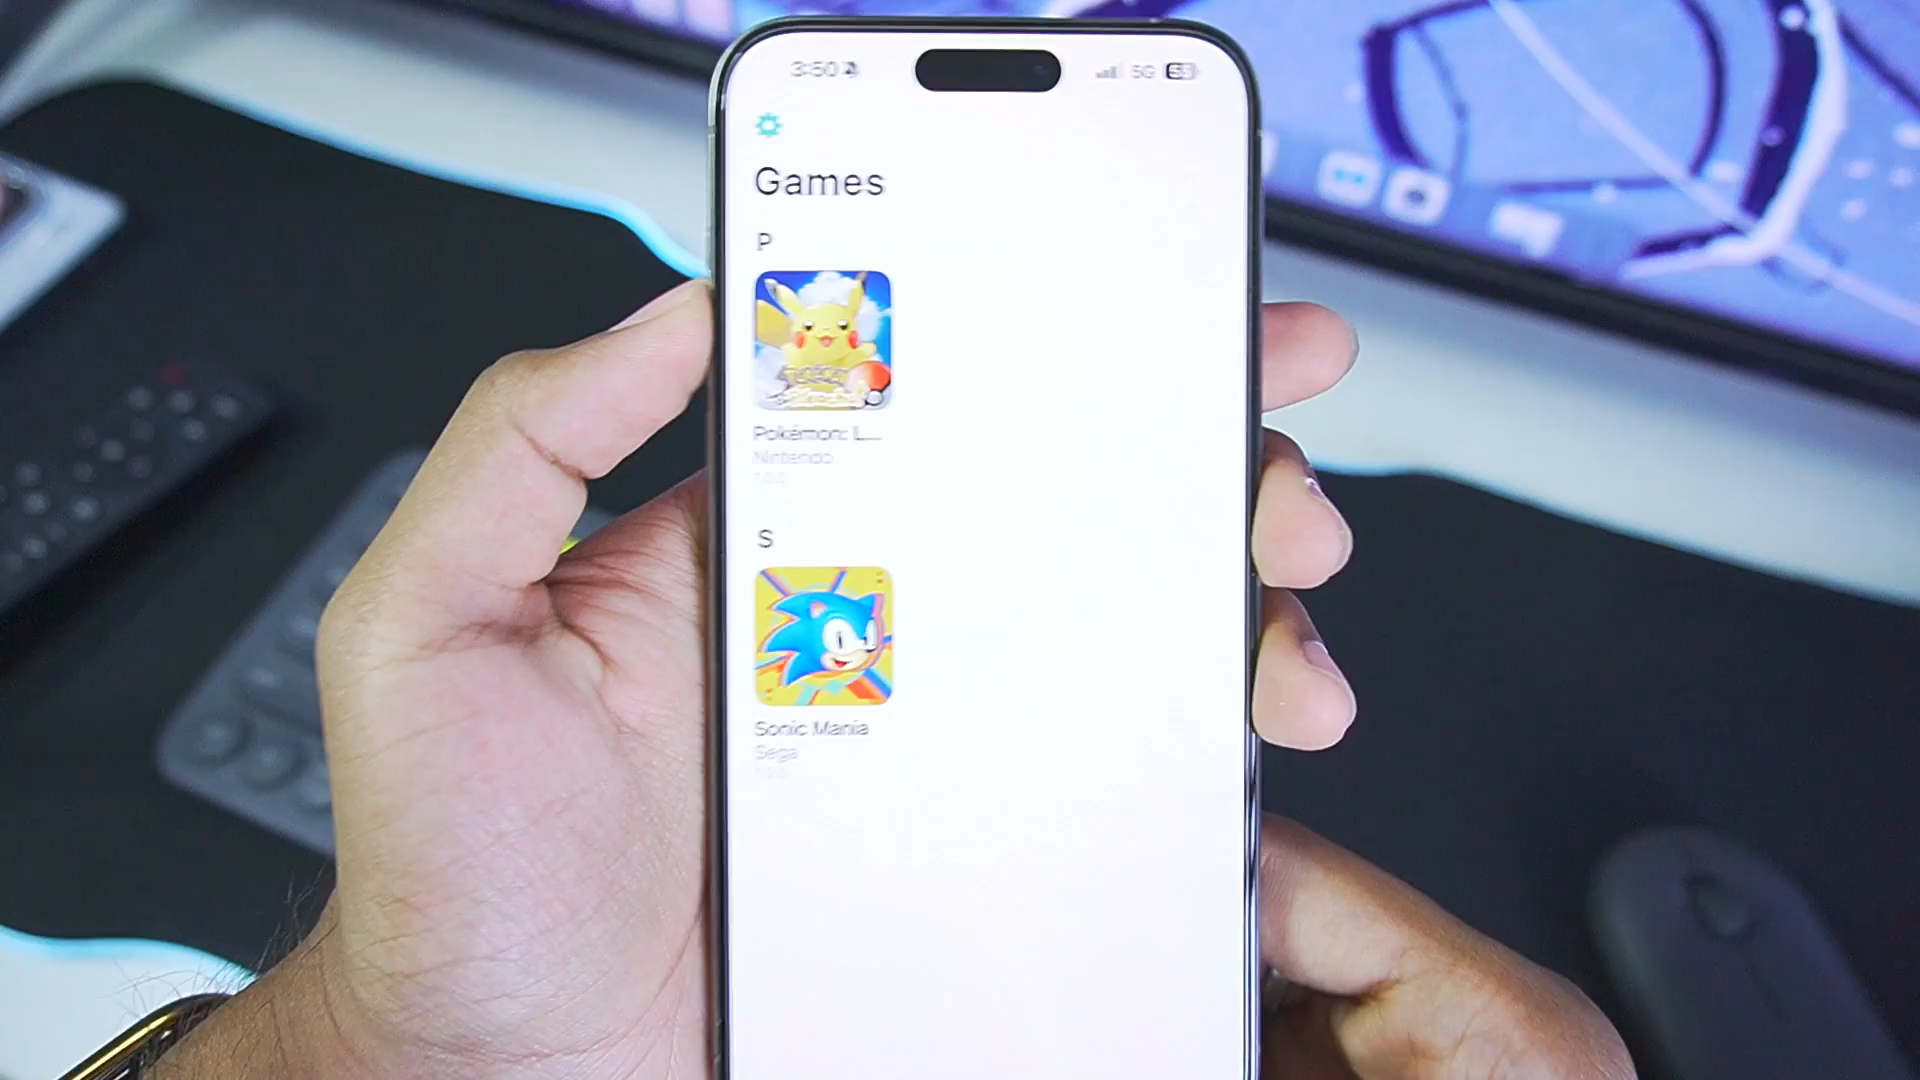 3:50
5G
Games
P
Pokémon: L...
Nintendo
S
Sonic Mania
Sega